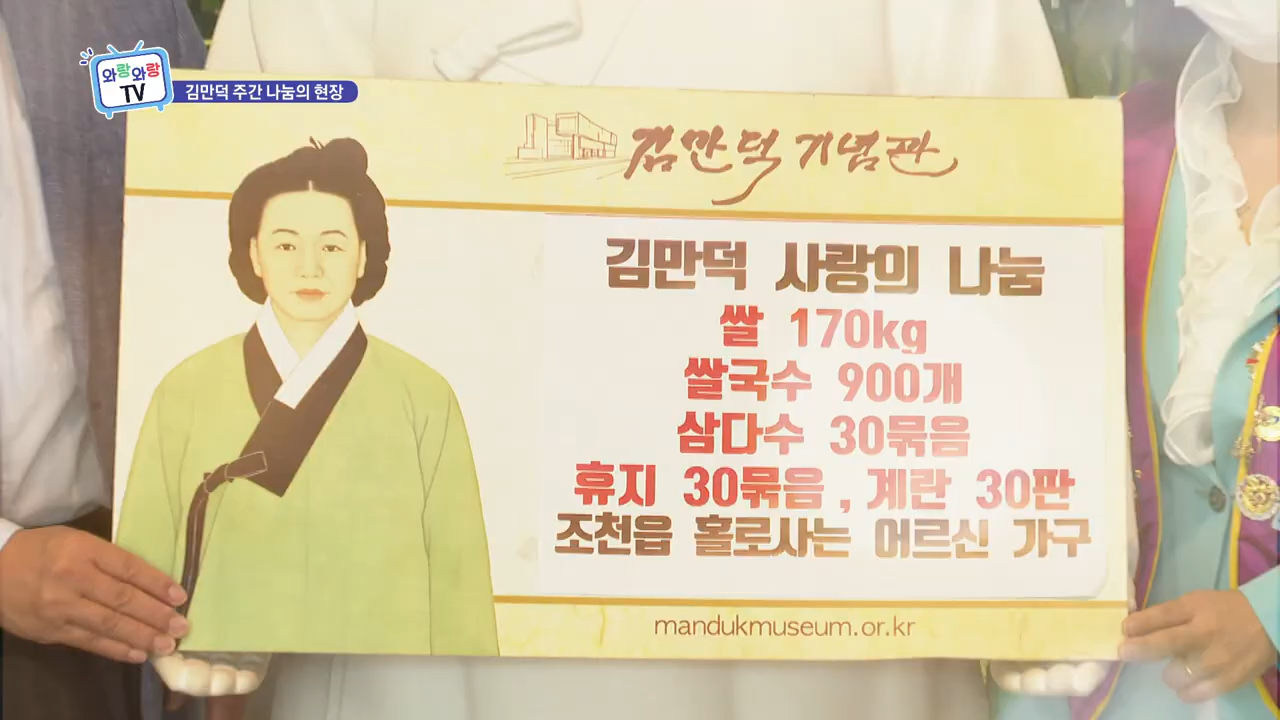 와랑와랑
TV
김만덕 주간 나눔의 현장
김만덕 기념관
김만덕 사랑의 나눔
쌀 170kg
쌀국수 900개
삼다수 30묶음
휴지 30묶음, 계란 30판
조천읍 홀로사는 어르신 가구
mandukmuseum.or.kr